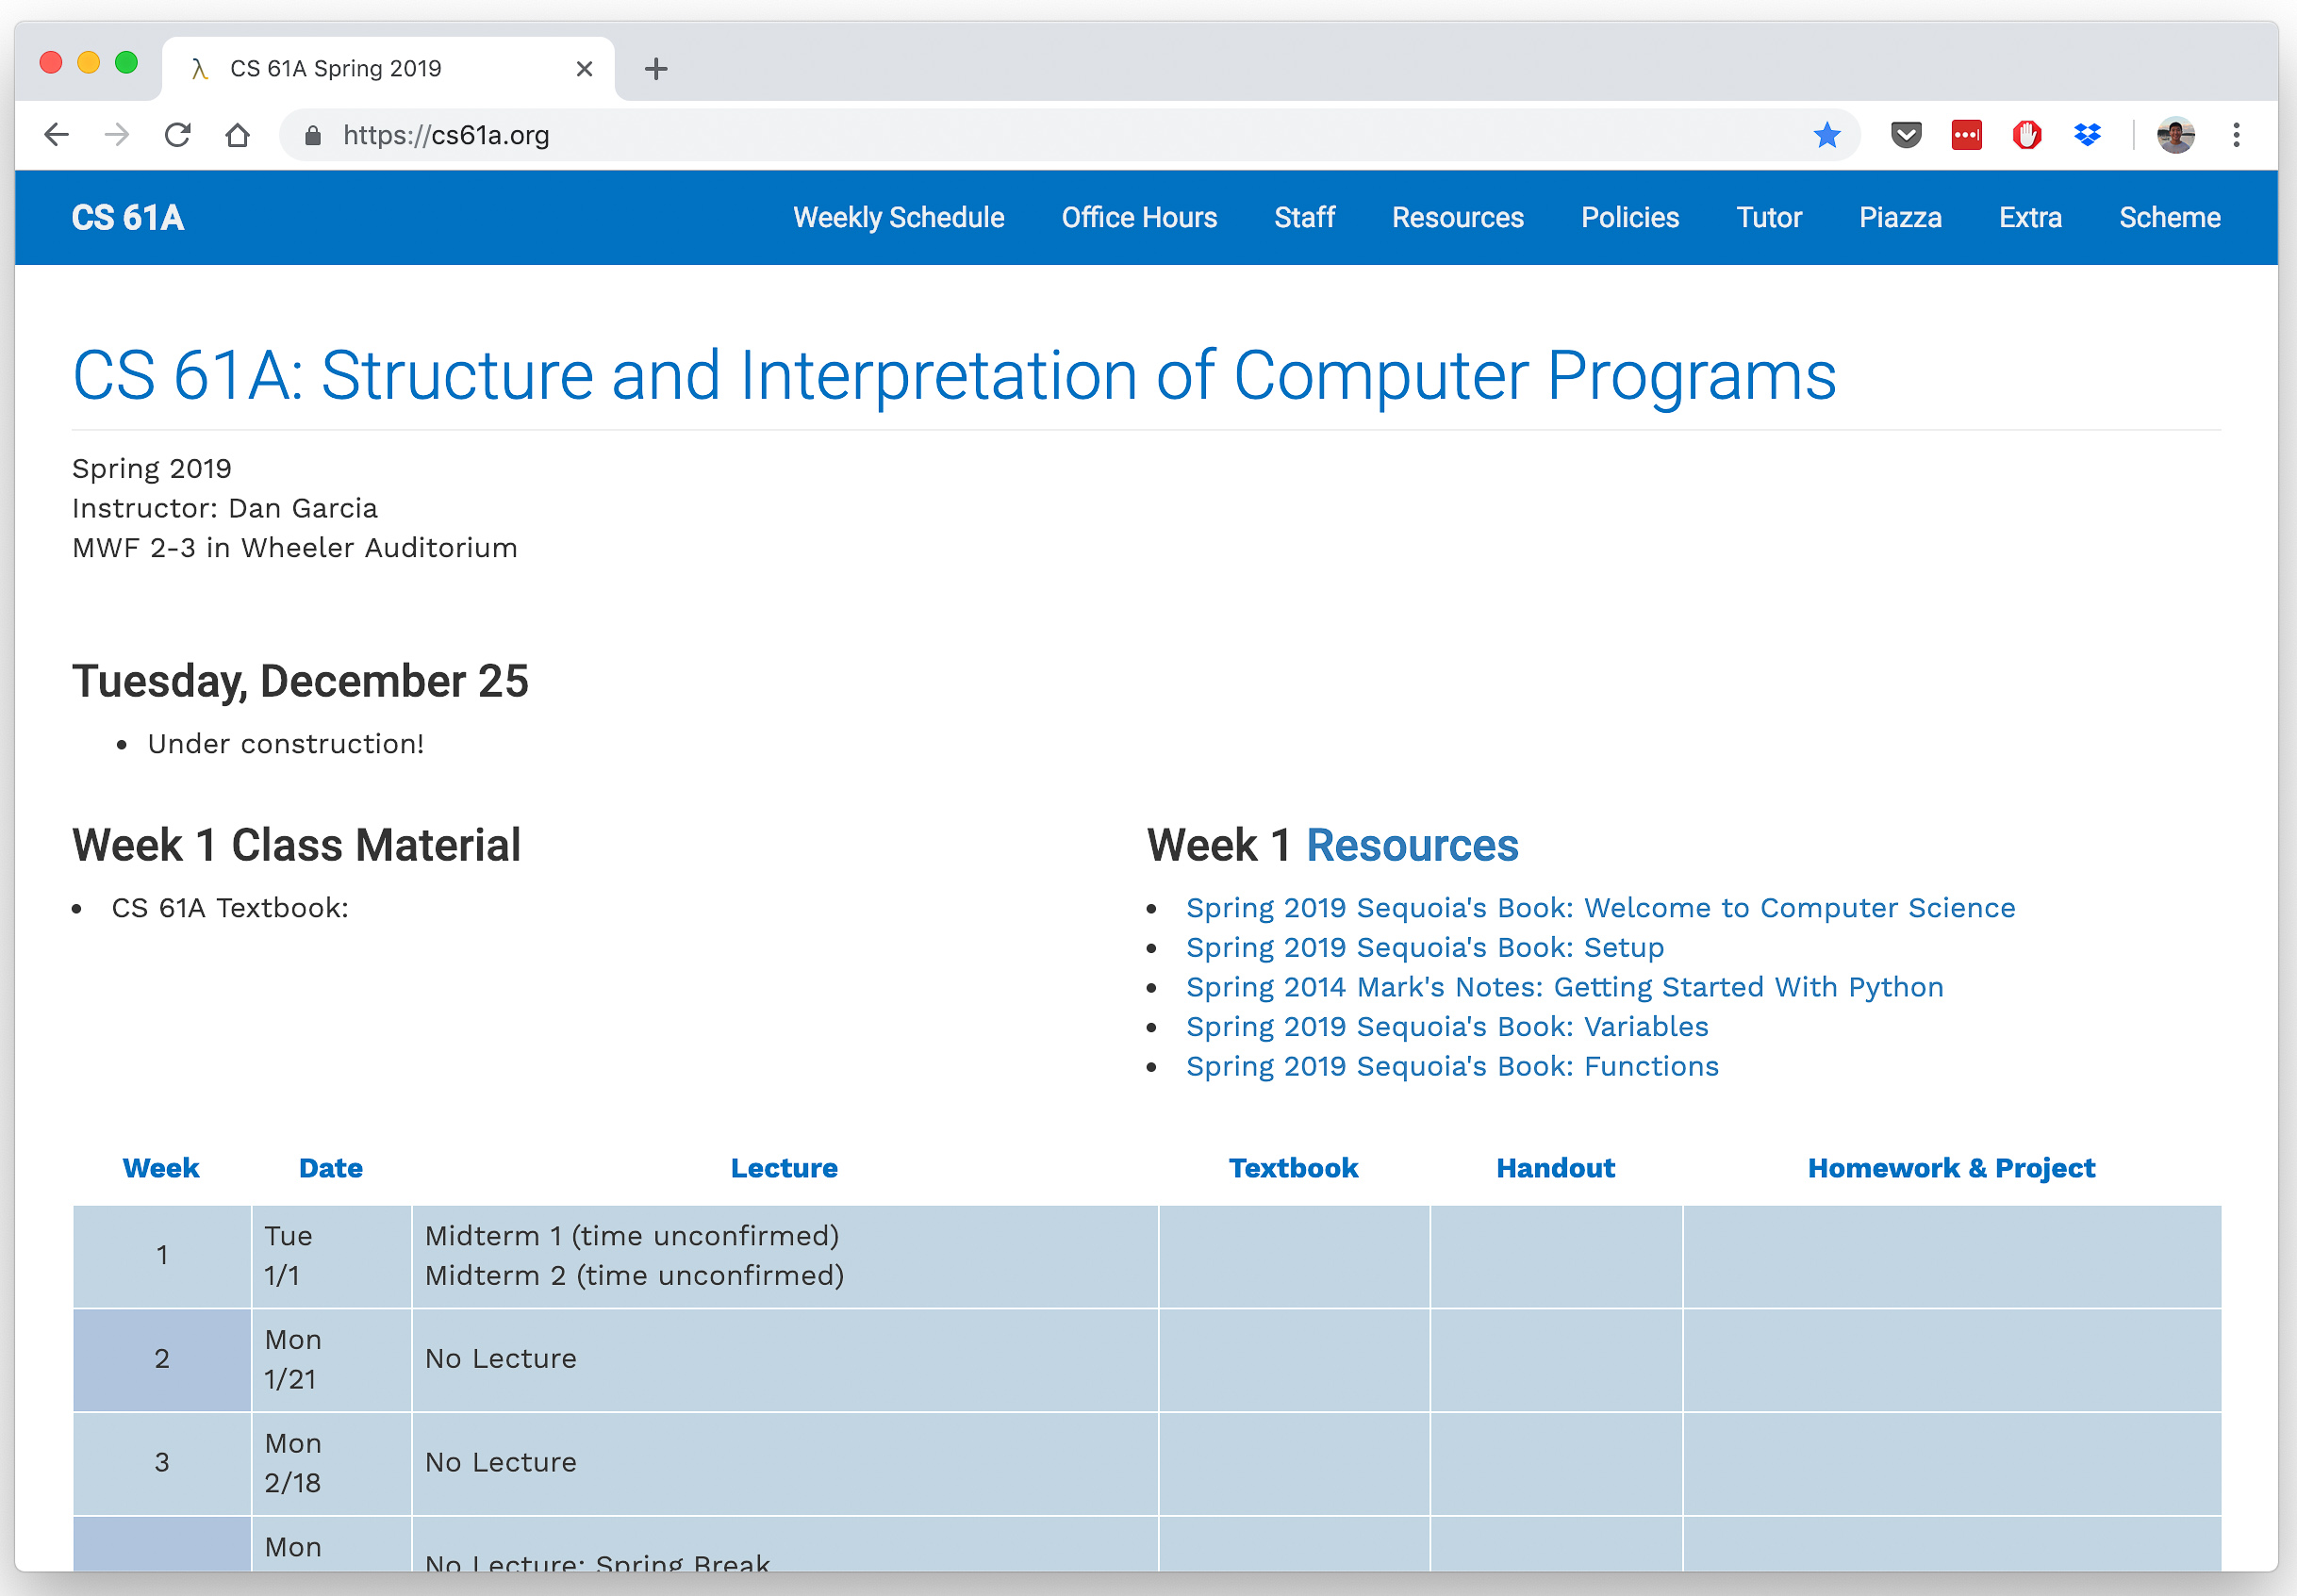 CS 61A Spring 2019
https://cs61a.org
CS 61A
Weekly Schedule Office Hours Staff Resources Policies Tutor Piazza Extra Scheme
CS 61A: Structure and Interpretation of Computer Programs
Spring 2019
Instructor: Dan Garcia
MWF 2-3 in Wheeler Auditorium
Tuesday, December 25
Under construction!
Week 1 Class Material
CS 61A Textbook:
Week 1 Resources
Spring 2019 Sequoia's Book: Welcome to Computer Science
Spring 2019 Sequoia's Book: Setup
Spring 2014 Mark's Notes: Getting Started With Python
Spring 2019 Sequoia's Book: Variables
Spring 2019 Sequoia's Book: Functions
Week Date Lecture Textbook Handout Homework & Project
1
Tue
1/1
Midterm 1 (time unconfirmed)
Midterm 2 (time unconfirmed)
2
Mon
1/21
No Lecture
3
Mon
2/18
No Lecture
Mon
No Lecture: Spring Break